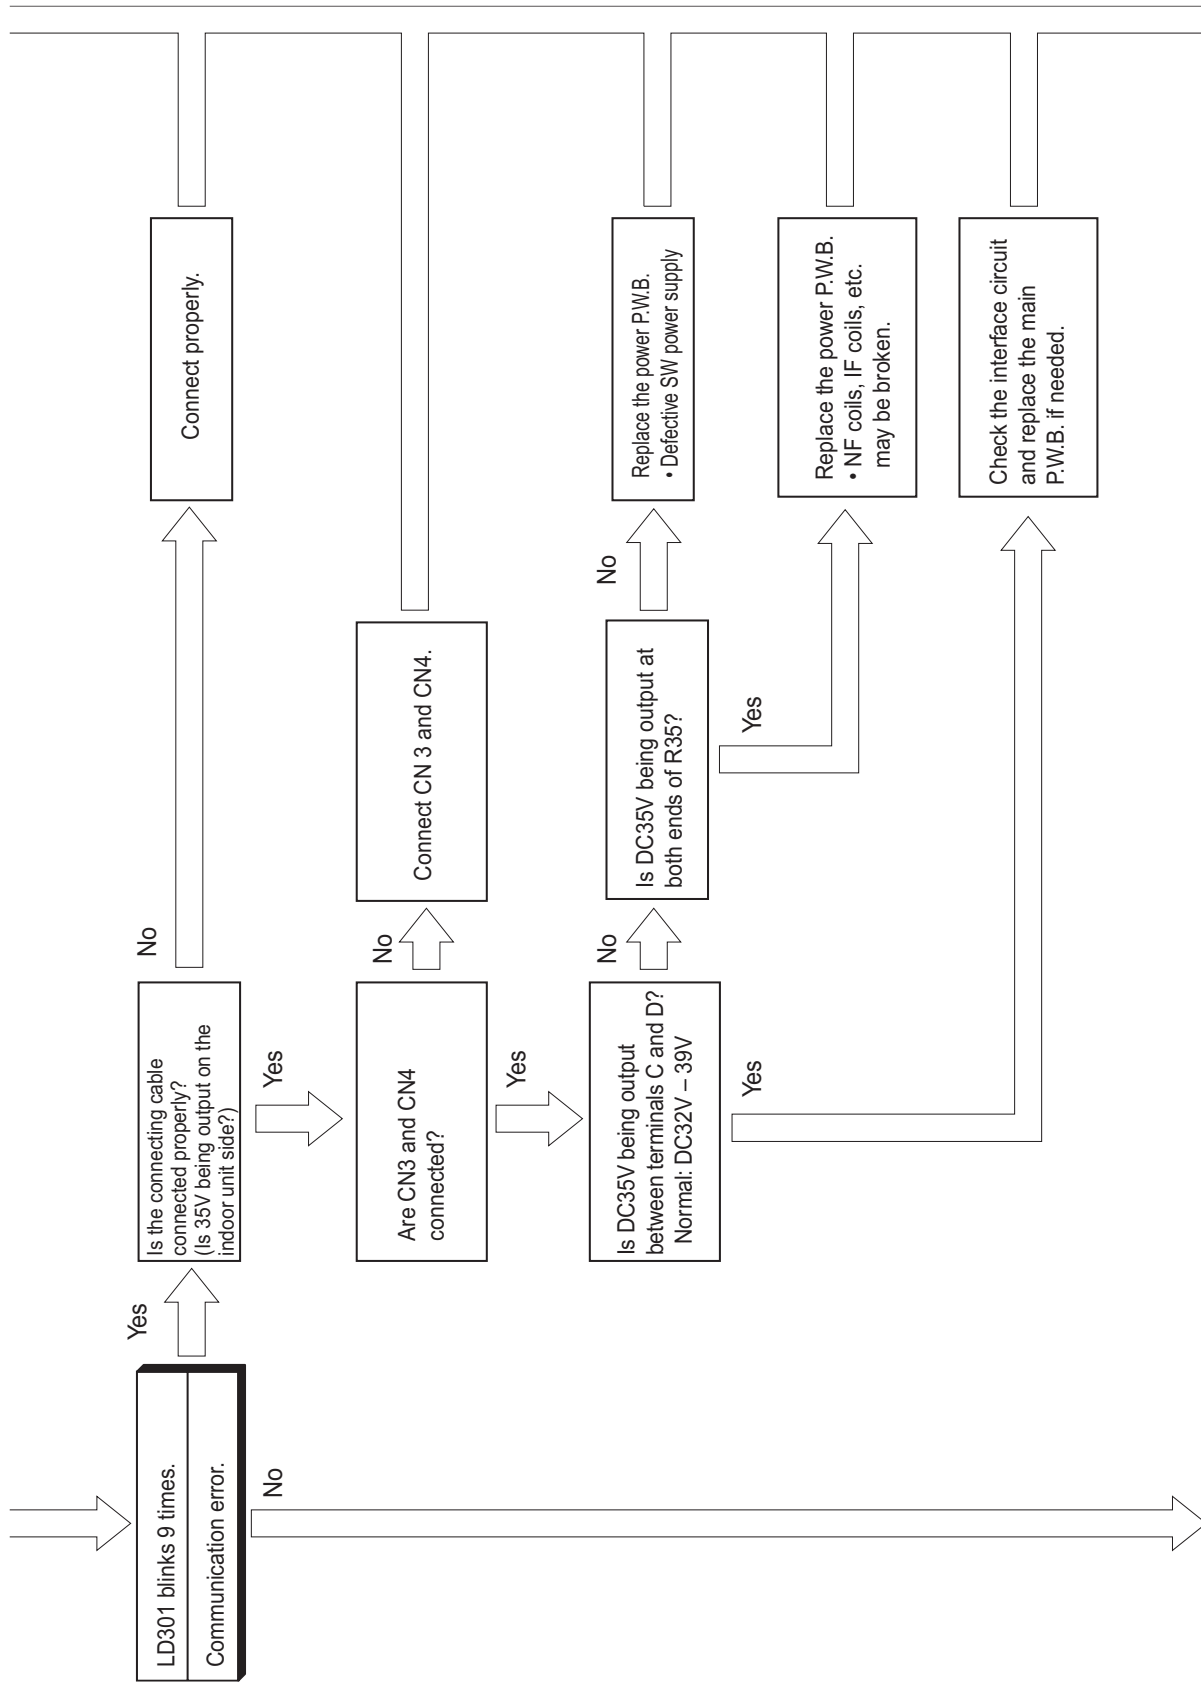 LD301 blinks 9 times.
Communication error.
Yes
No
Is the connecting cable
connected properly?
(Is 35V being output on the
indoor unit side?)
No
Connect properly.
Yes
Are CN3 and CN4
connected?
No
Connect CN 3 and CN4.
Yes
Is DC35V being output
between terminals C and D?
Normal: DC32V – 39V
No
Is DC35V being output at
both ends of R35?
No
Replace the power P.W.B.
• Defective SW power supply
Yes
Replace the power P.W.B.
• NF coils, IF coils, etc.
may be broken.
Yes
Check the interface circuit
and replace the main
P.W.B. if needed.